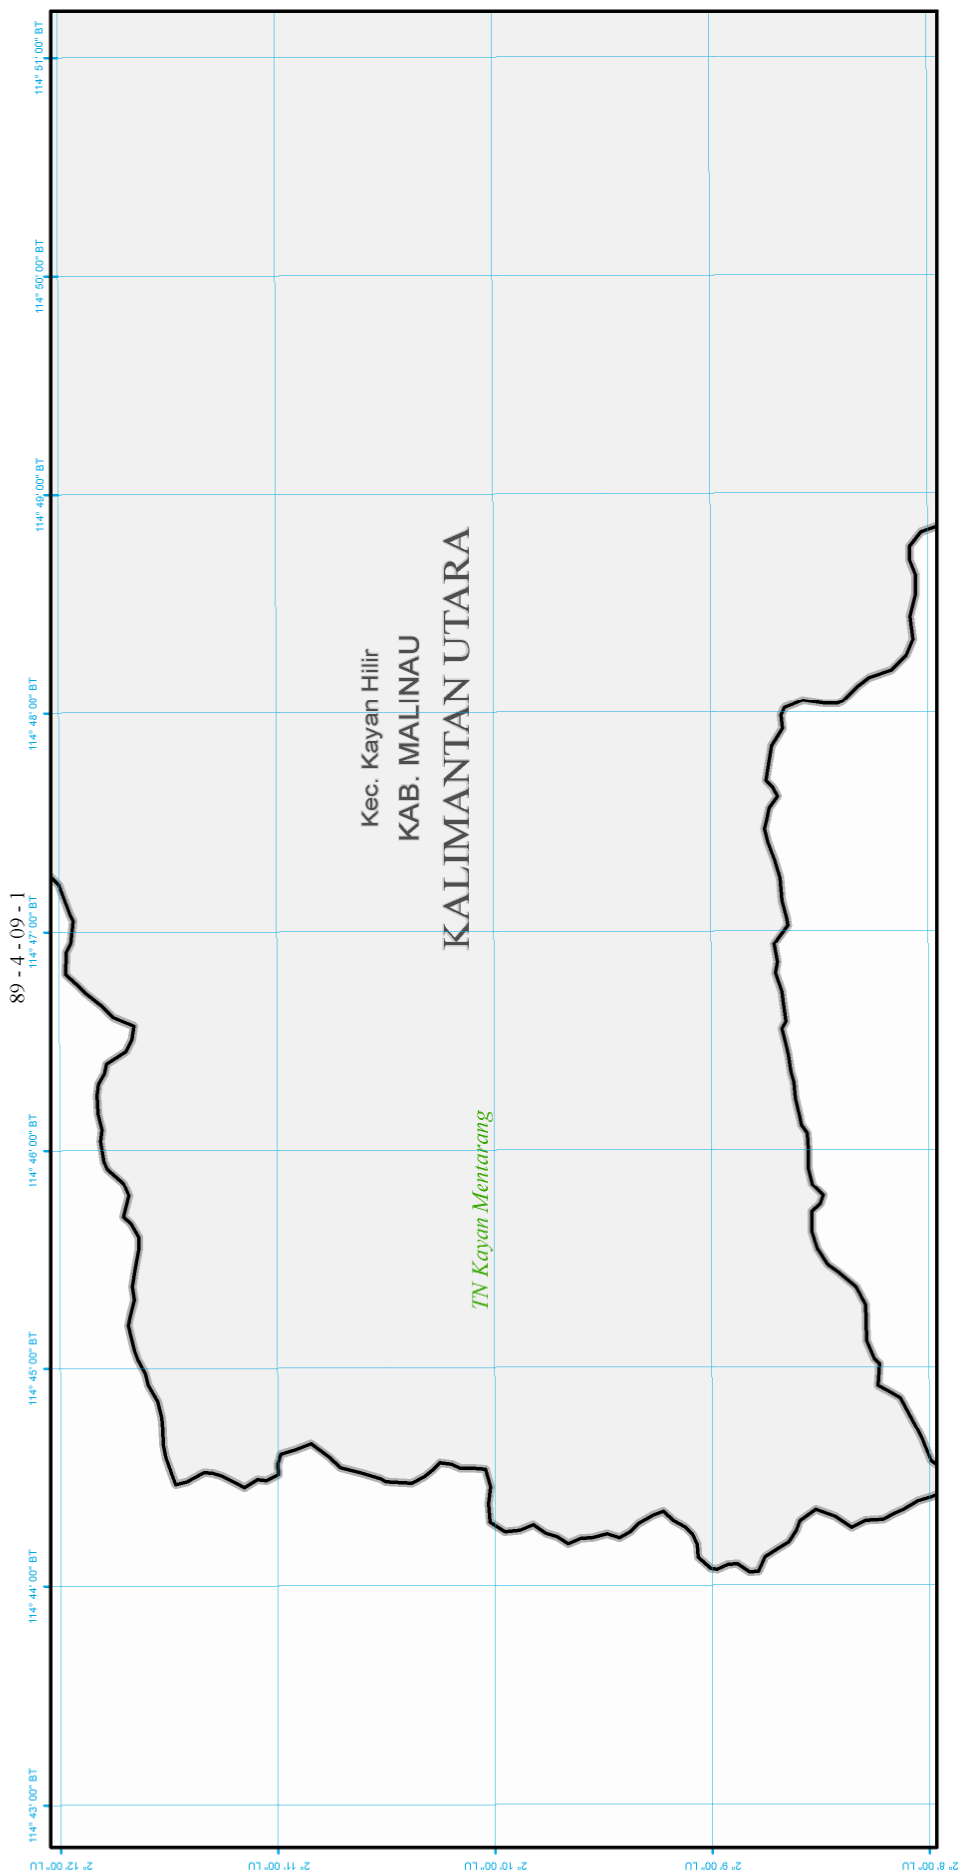 89 - 4 - 09 - 1
114° 43' 00" BT
114° 44' 00" BT
114° 45' 00" BT
114° 46' 00" BT
114° 47' 00" BT
114° 48' 00" BT
114° 49' 00" BT
114° 50' 00" BT
114° 51' 00" BT
Kec. Kayan Hilir
KAB. MALINAU
KALIMANTAN UTARA
TN Kayan Mentarang
2° 12'00" LU
2° 11'00" LU
2° 10'00" LU
2° 9'00" LU
2° 8'00" LU